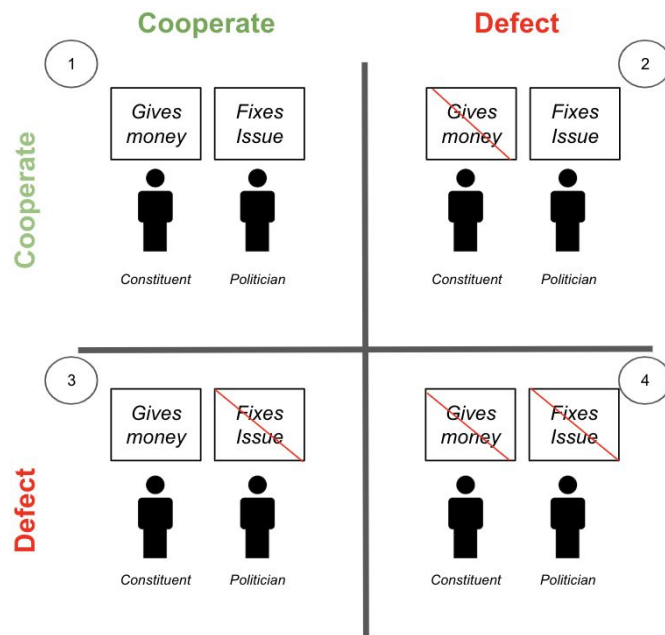 Cooperate
Defect
1
2
Gives
money
Fixes
Issue
Gives
money
Fixes
Issue
Cooperate
Constituent
Politician
Constituent
Politician
3
4
Gives
money
Fixes
Issue
Gives
money
Fixes
Issue
Defect
Constituent
Politician
Constituent
Politician